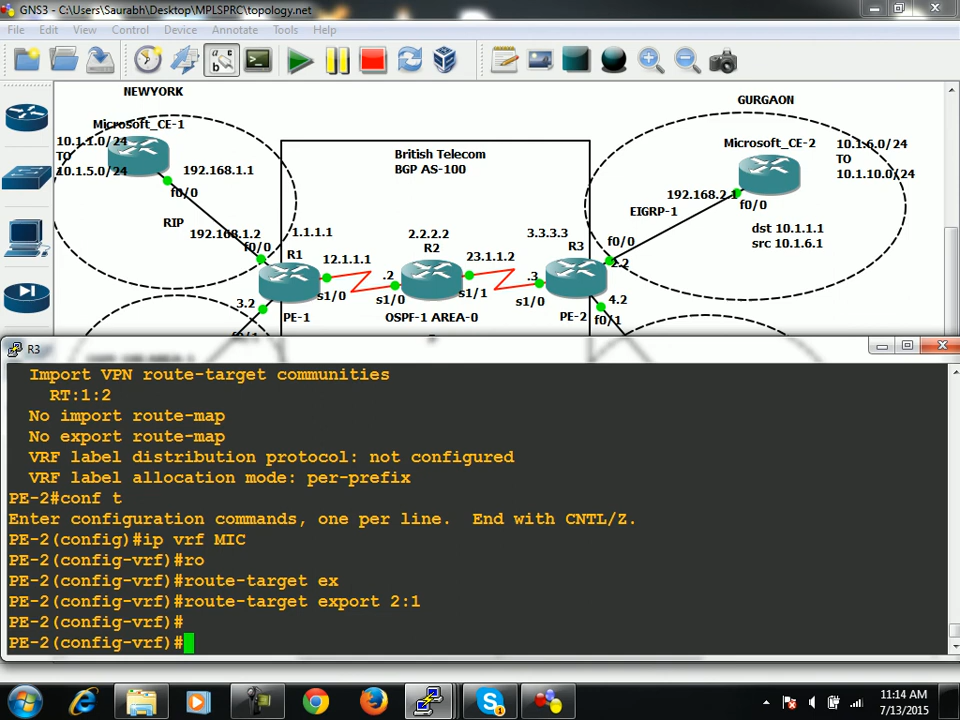 GNS3 — C:\Users\Saurabh\Desktop\MPLSPRC\topology.net
File Edit View Control Device Annotate Tools Help
NEWYORK
GURGAON
Microsoft_CE-1
Microsoft_CE-2
10.1.1.0/24
TO
10.1.5.0/24
10.1.6.0/24
TO
10.1.10.0/24
British Telecom
BGP AS-100
192.168.1.1
f0/0
192.168.2.1
f0/0
RIP
EIGRP-1
dst 10.1.1.1
src 10.1.6.1
192.168.1.2
f0/0
1.1.1.1
2.2.2.2
3.3.3.3
R1
R2
R3
f0/0
2.2
12.1.1.1
s1/0
.2
s1/0
23.1.1.2
s1/1
.3
s1/0
3.2
4.2
f0/1
PE-1
OSPF-1 AREA-0
PE-2
R3
Import VPN route-target communities
RT:1:2
No import route-map
No export route-map
VRF label distribution protocol: not configured
VRF label allocation mode: per-prefix
PE-2#conf t
Enter configuration commands, one per line.  End with CNTL/Z.
PE-2(config)#ip vrf MIC
PE-2(config-vrf)#ro
PE-2(config-vrf)#route-target ex
PE-2(config-vrf)#route-target export 2:1
PE-2(config-vrf)#
PE-2(config-vrf)#
11:14 AM
7/13/2015